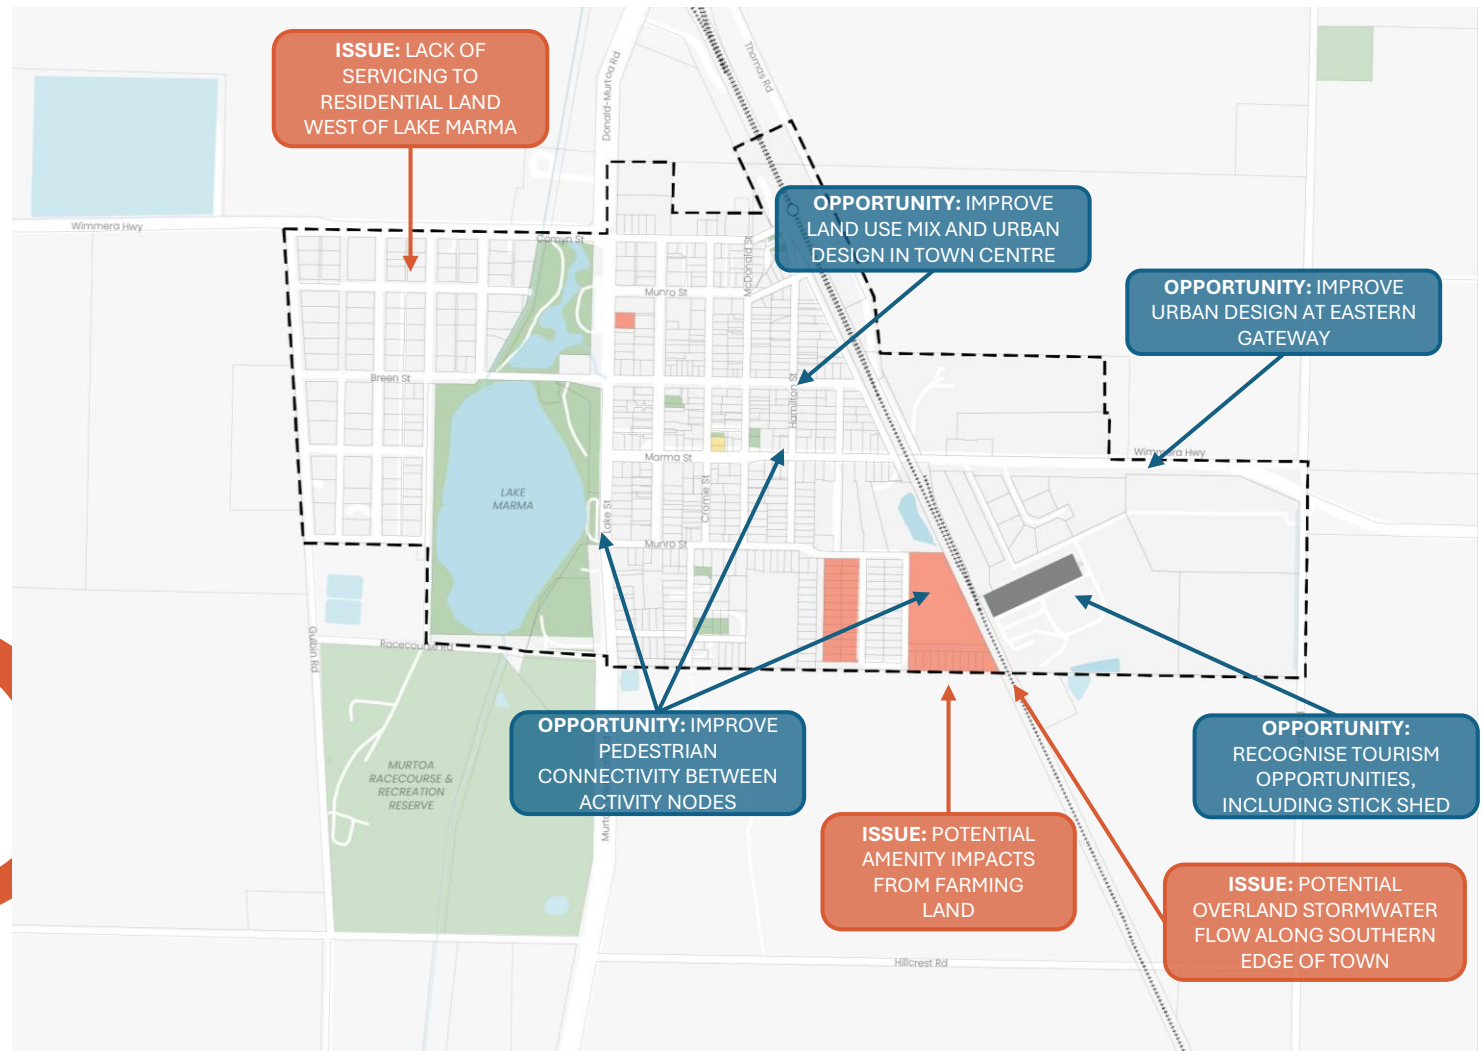 ISSUE: LACK OF
SERVICING TO
RESIDENTIAL LAND
WEST OF LAKE MARMA
Donald-Murtoa Rd
Thomas Rd
OPPORTUNITY: IMPROVE
LAND USE MIX AND URBAN
DESIGN IN TOWN CENTRE
Wimmera Hwy
Comyn St
McDonald St
Munro St
OPPORTUNITY: IMPROVE
URBAN DESIGN AT EASTERN
GATEWAY
Breen St
Hamilton St
Marma St
Wimmera Hwy
LAKE
MARMA
Lake St
Cromie St
Munro St
Gulbin Rd
Racecourse Rd
OPPORTUNITY: IMPROVE
PEDESTRIAN
CONNECTIVITY BETWEEN
ACTIVITY NODES
OPPORTUNITY:
RECOGNISE TOURISM
OPPORTUNITIES,
INCLUDING STICK SHED
MURTOA
RACECOURSE &
RECREATION
RESERVE
ISSUE: POTENTIAL
AMENITY IMPACTS
FROM FARMING
LAND
ISSUE: POTENTIAL
OVERLAND STORMWATER
FLOW ALONG SOUTHERN
EDGE OF TOWN
Hillcrest Rd